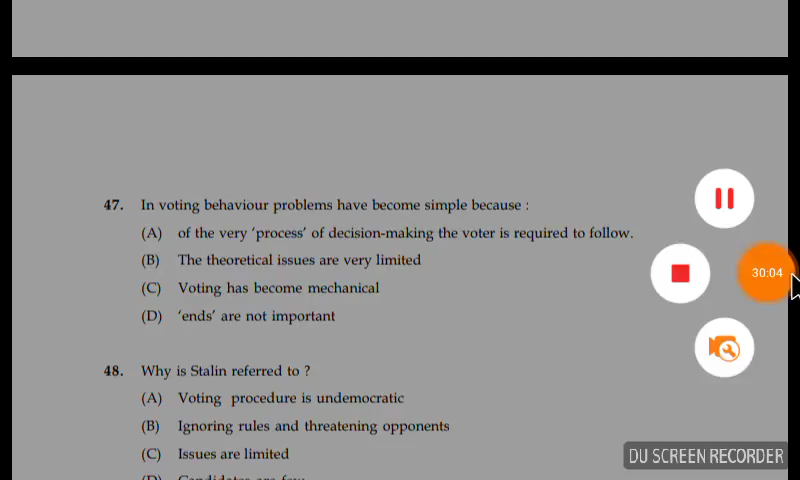 47. In voting behaviour problems have become simple because :
(A) of the very 'process' of decision-making the voter is required to follow.
(B) The theoretical issues are very limited
(C) Voting has become mechanical
(D) 'ends' are not important
30:04
48. Why is Stalin referred to ?
(A) Voting procedure is undemocratic
(B) Ignoring rules and threatening opponents
(C) Issues are limited
DU SCREEN RECORDER
(D) Candidates are few